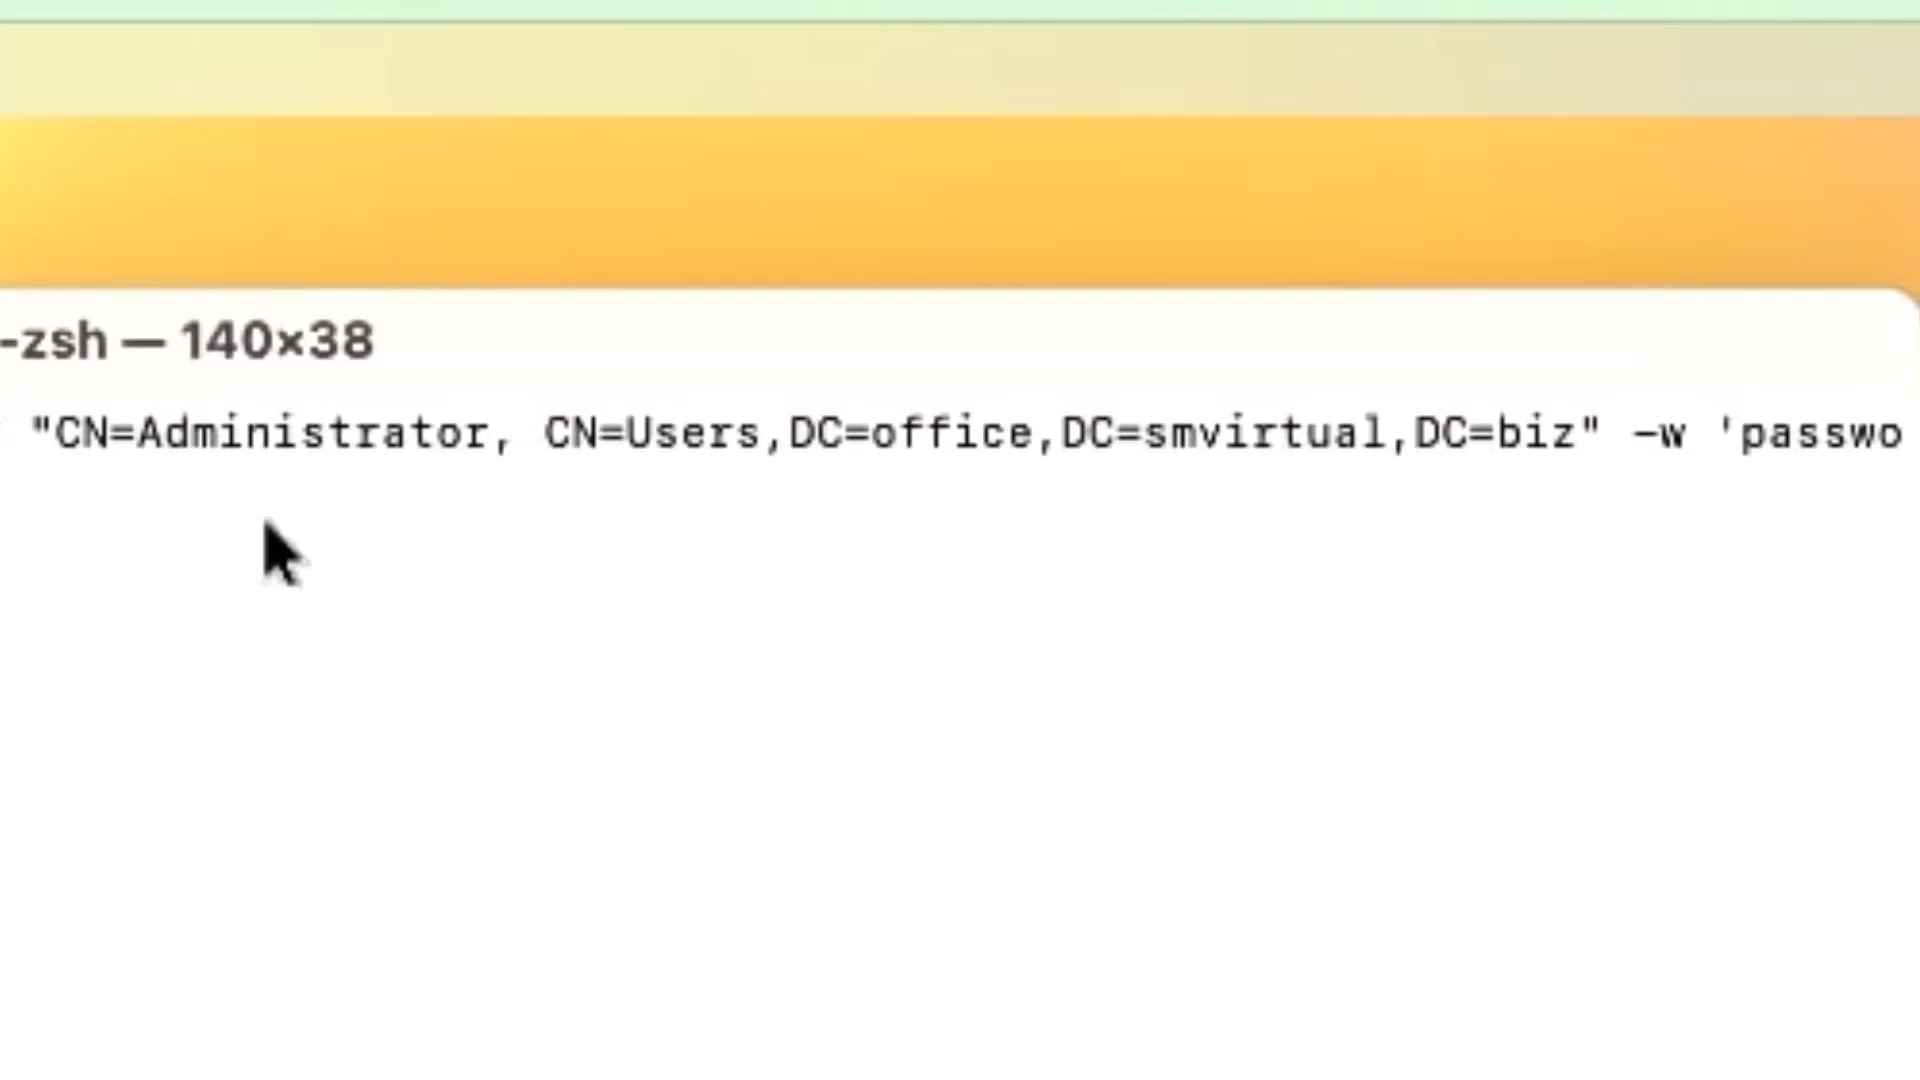 -zsh — 140×38
"CN=Administrator, CN=Users,DC=office,DC=smvirtual,DC=biz" -w 'passwo